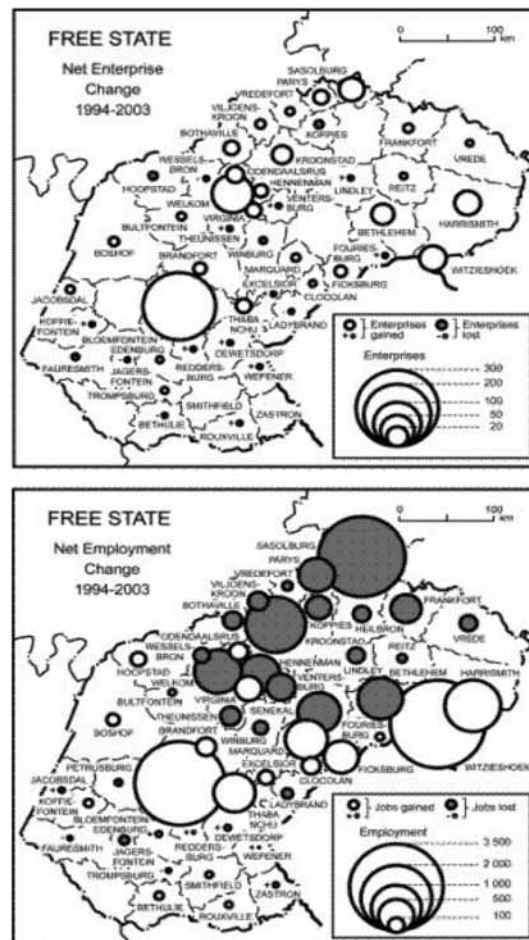 FREE STATE
Net Enterprise
Change
1994-2003
0 100
km
SASOLBURG
PARYS
VREDEFORT
VILJOENS-
KROON
KOPPIES
BOTHAVILLE
FRANKFORT
VREDE
WESSELS-
BRON
KROONSTAD
ODENDAALSRUS
HENNENMAN
HOOPSTAD
LINDLEY
REITZ
WELKOM
VENTERS-
BURG
VIRGINIA
BULTFONTEIN
THEUNISSEN
BETHLEHEM
HARRISMITH
WINBURG
FOURIES-
BURG
BOSHOF
BRANDFORT
MARQUARD
WITZIESHOEK
EXCELSIOR
FICKSBURG
CLOCOLAN
JACOBSDAL
THABA
NCHU
LADYBRAND
KOFFIE-
FONTEIN
BLOEMFONTEIN
EDENBURG
DEWETSDORP
FAURESMITH
JAGERS-
FONTEIN
REDDERS-
BURG
WEPENER
TROMPSBURG
SMITHFIELD
ZASTRON
BETHULIE
ROUXVILLE
Enterprises
gained
Enterprises
lost
Enterprises
300
200
100
50
20
FREE STATE
Net Employment
Change
1994-2003
0 100
km
SASOLBURG
PARYS
VREDEFORT
VILJOENS-
KROON
BOTHAVILLE
FRANKFORT
KOPPIES
HEILBRON
VREDE
ODENDAALSRUS
KROONSTAD
WESSELS-
BRON
HENNENMAN
REITZ
LINDLEY
BETHLEHEM
HOOPSTAD
WELKOM
VENTERS-
BURG
HARRISMITH
BULTFONTEIN
VIRGINIA
THEUNISSEN
SENEKAL
BOSHOF
BRANDFORT
WINBURG
FOURIES-
BURG
MARQUARD
PETRUSBURG
EXCELSIOR
FICKSBURG
WITZIESHOEK
CLOCOLAN
JACOBSDAL
LADYBRAND
KOFFIE-
FONTEIN
BLOEMFONTEIN
THABA
NCHU
EDENBURG
DEWETSDORP
FAURESMITH
JAGERS-
FONTEIN
REDDERS-
BURG
WEPENER
TROMPSBURG
SMITHFIELD
ZASTRON
BETHULIE
ROUXVILLE
Jobs gained
Jobs lost
Employment
3 500
2 000
1 000
500
100